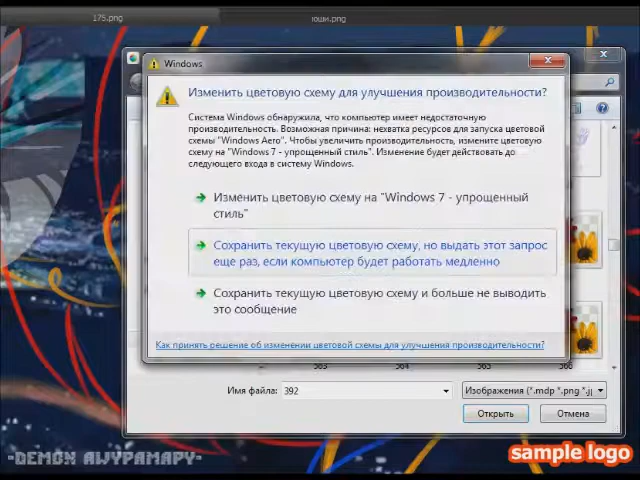 175.png
юши.png
Windows
Изменить цветовую схему для улучшения производительности?
Система Windows обнаружила, что компьютер имеет недостаточную
производительность. Возможная причина: нехватка ресурсов для запуска цветовой
схемы "Windows Aero". Чтобы увеличить производительность, измените цветовую
схему на "Windows 7 - упрощенный стиль". Изменение будет действовать до
следующего входа в систему Windows.
Изменить цветовую схему на "Windows 7 - упрощенный
стиль"
Сохранить текущую цветовую схему, но выдать этот запрос
еще раз, если компьютер будет работать медленно
Сохранить текущую цветовую схему и больше не выводить
это сообщение
Как принять решение об изменении цветовой схемы для улучшения производительности?
Имя файла: 392
Изображения (*.mdp *.png *.j
Открыть
Отмена
-DEMON AWYPAMAPY-
sample logo